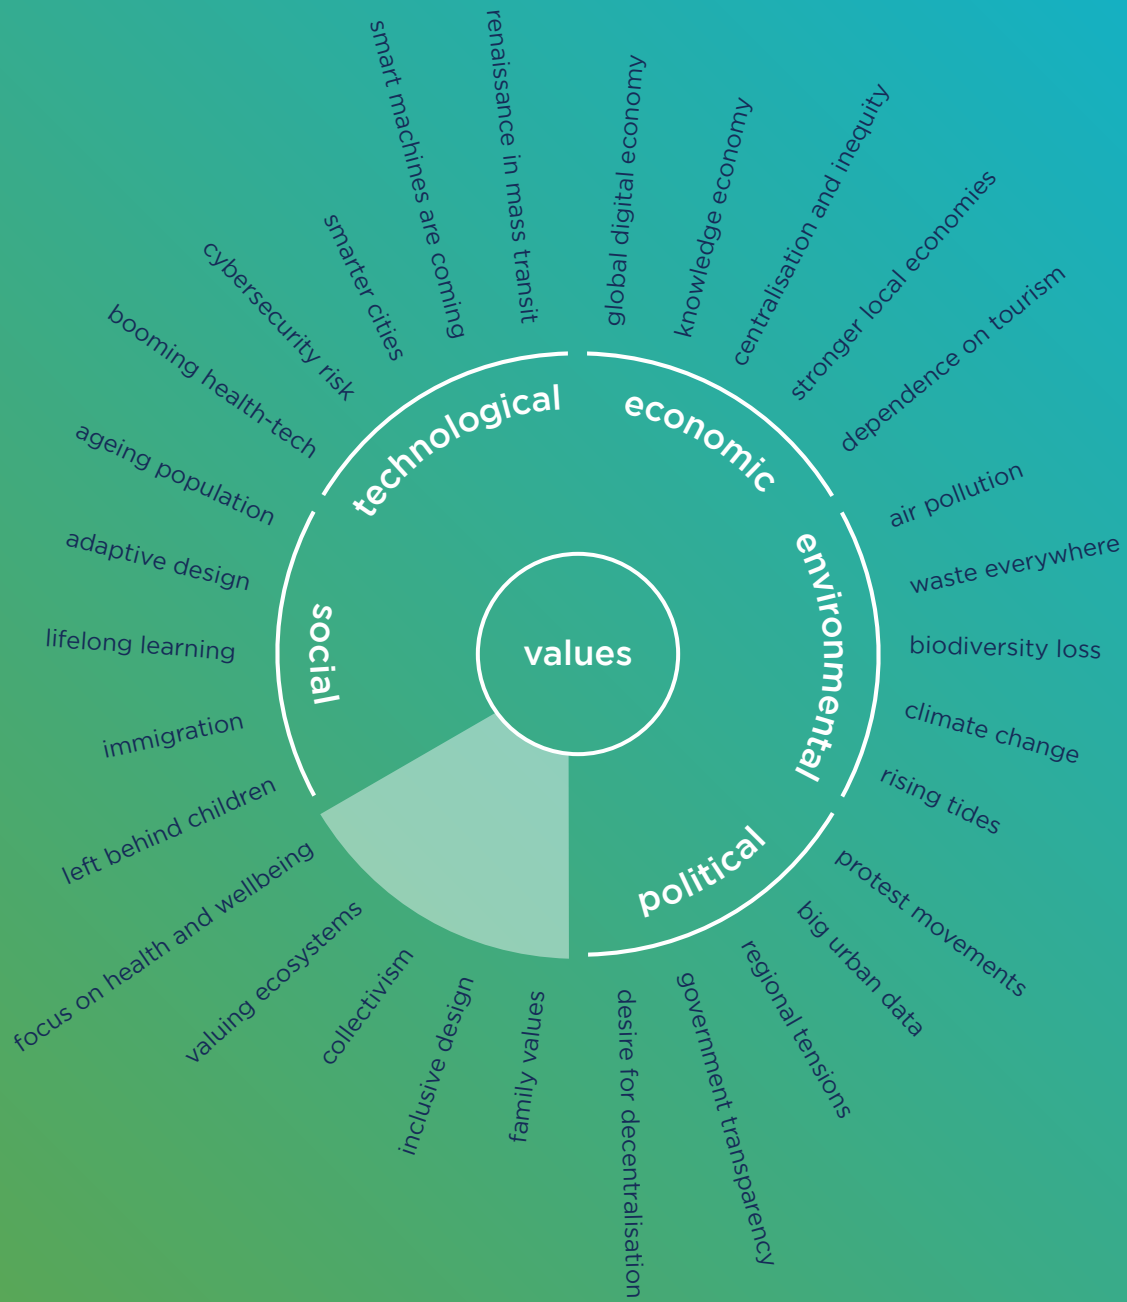 values
technological
economic
environmental
political
social
global digital economy
knowledge economy
centralisation and inequity
stronger local economies
dependence on tourism
air pollution
waste everywhere
biodiversity loss
climate change
rising tides
protest movements
big urban data
regional tensions
government transparency
desire for decentralisation
family values
inclusive design
collectivism
valuing ecosystems
focus on health and wellbeing
left behind children
immigration
lifelong learning
adaptive design
ageing population
booming health-tech
cybersecurity risk
smarter cities
smart machines are coming
renaissance in mass transit